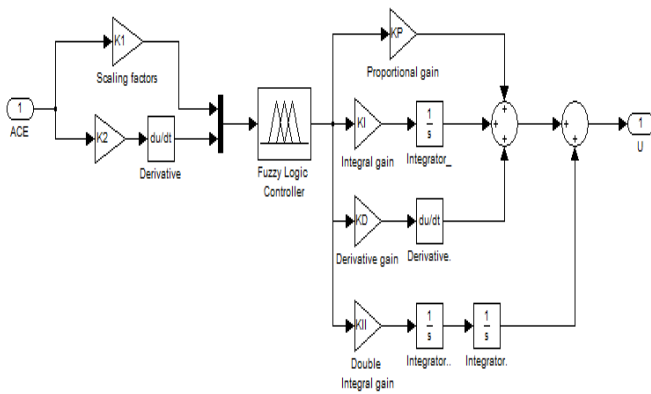 K1
Scaling factors
1
ACE
K2
du/dt
Derivative
Fuzzy Logic
Controller
KP
Proportional gain
KI
Integral gain
1
s
Integrator_
KD
Derivative gain
du/dt
Derivative.
KII
Double
Integral gain
1
s
Integrator..
1
s
Integrator.
+
+
+
+
+
1
U